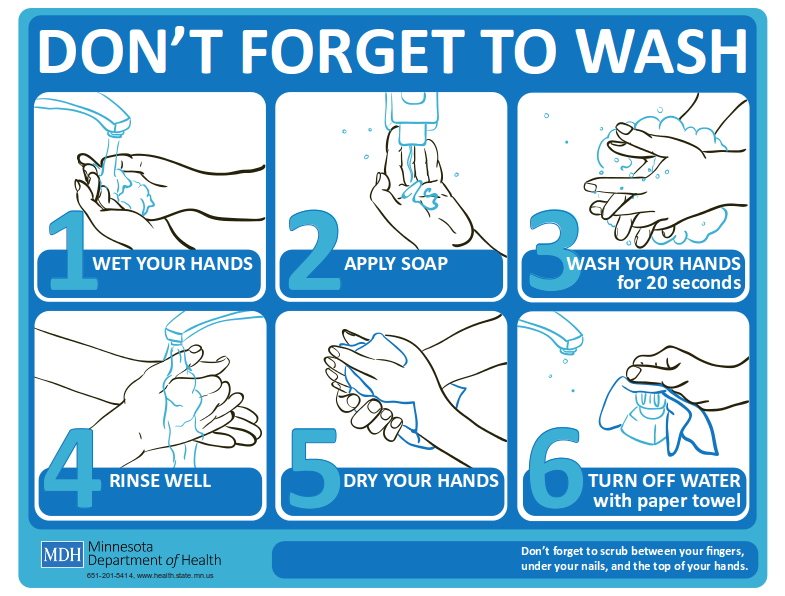 DON'T FORGET TO WASH
1
WET YOUR HANDS
2
APPLY SOAP
3
WASH YOUR HANDS
for 20 seconds
4
RINSE WELL
5
DRY YOUR HANDS
6
TURN OFF WATER
with paper towel
MDH
Minnesota
Department of Health
651-201-5414, www.health.state.mn.us
Don't forget to scrub between your fingers,
under your nails, and the top of your hands.